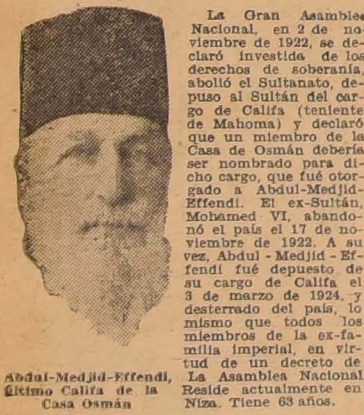 La Gran Asamblea
Nacional, en 2 de no-
viembre de 1922, se de-
claró investida de los
derechos de soberanía,
abolió el Sultanato, de-
puso al Sultán del car-
go de Califa (teniente
de Mahoma) y declaró
que un miembro de la
Casa de Osmán debería
ser nombrado para di-
cho cargo, que fué otor-
gado a Abdul-Medjid-
Effendi. El ex-Sultán,
Mohamed VI, abando-
nó el país el 17 de no-
viembre de 1922. A su
vez, Abdul - Medjid - Ef-
fendi fué depuesto de
su cargo de Califa el
3 de marzo de 1924, y
desterrado del país, lo
mismo que todos los
miembros de la ex-fa-
milia imperial, en vir-
tud de un decreto de
La Asamblea Nacional.
Reside actualmente en
Niza. Tiene 63 años.
Abdul-Medjid-Effendi,
último Califa de la
Casa Osmán